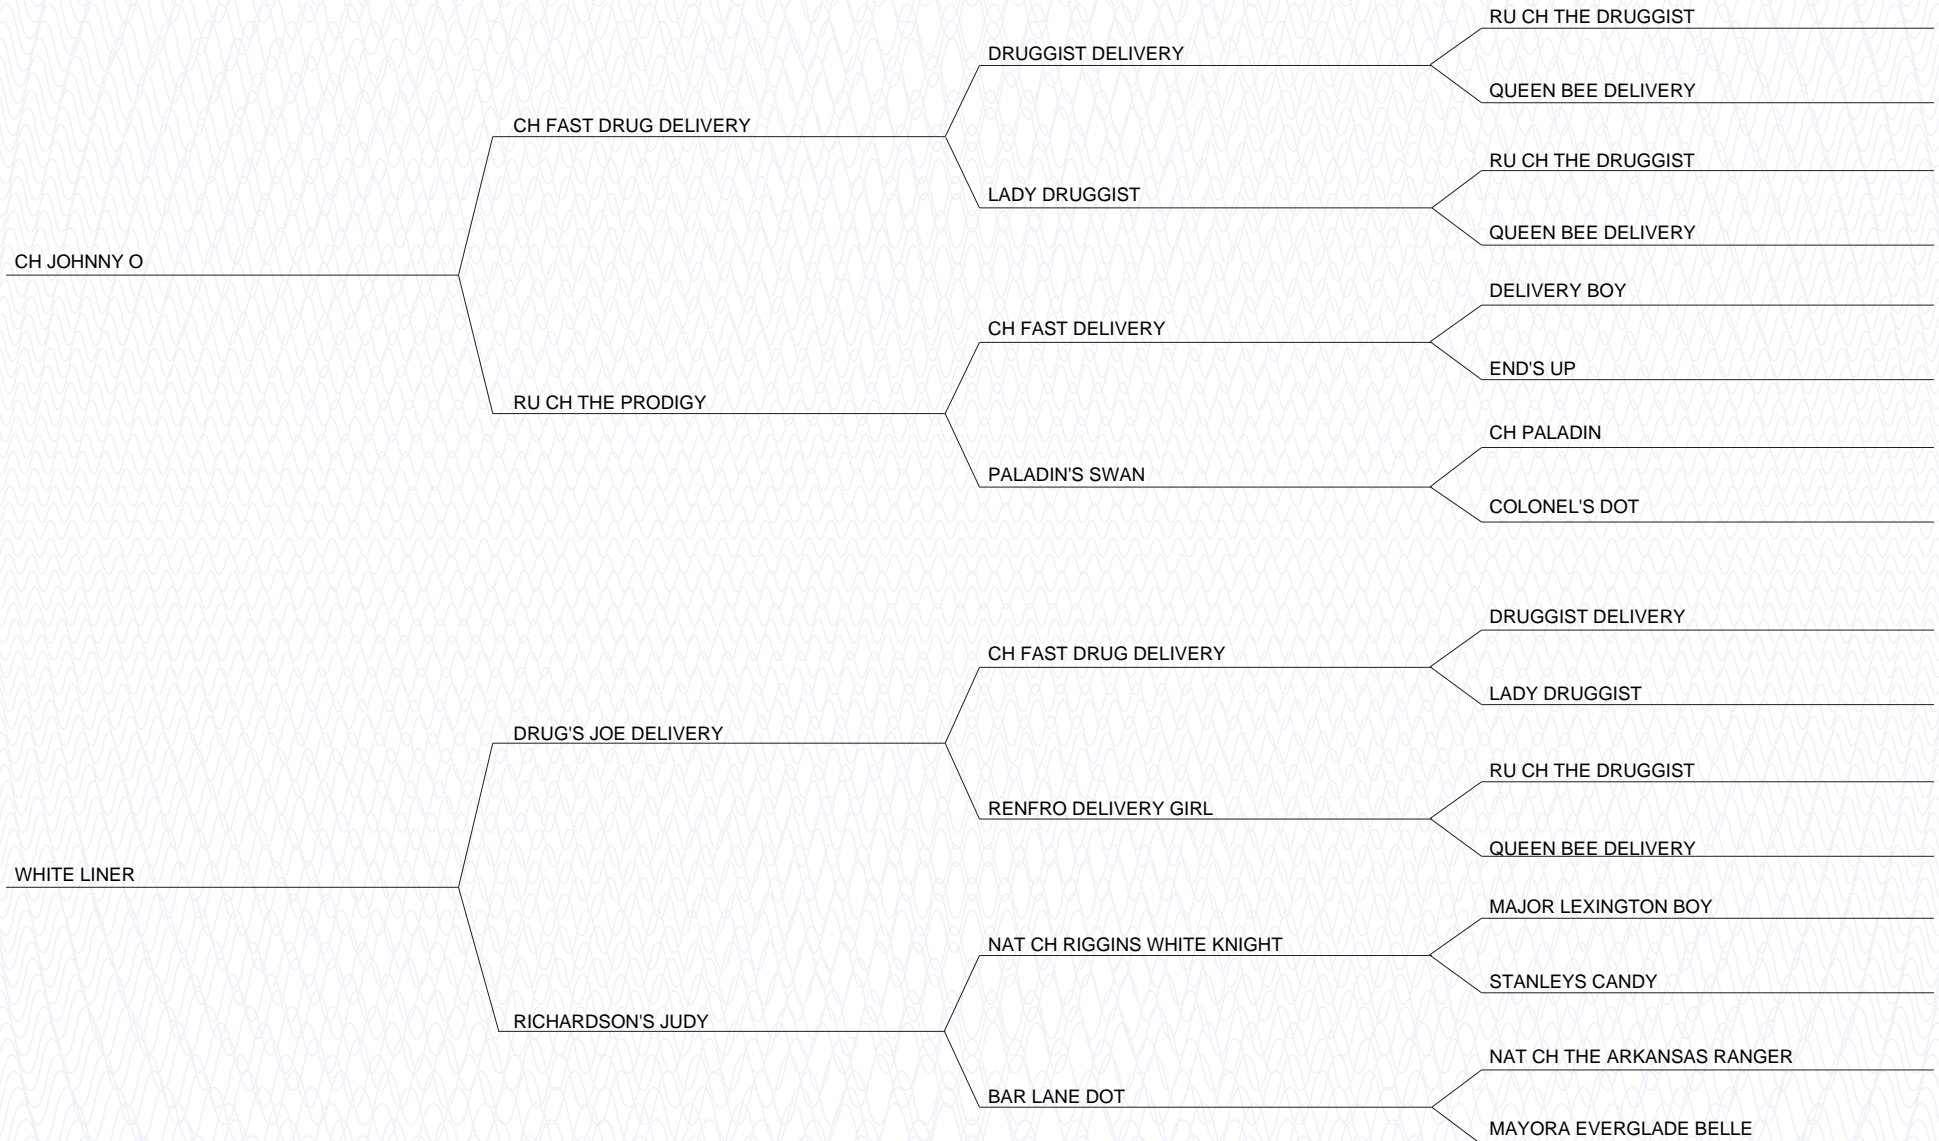 RU CH THE DRUGGIST
DRUGGIST DELIVERY
QUEEN BEE DELIVERY
CH FAST DRUG DELIVERY
RU CH THE DRUGGIST
LADY DRUGGIST
QUEEN BEE DELIVERY
CH JOHNNY O
DELIVERY BOY
CH FAST DELIVERY
END'S UP
RU CH THE PRODIGY
CH PALADIN
PALADIN'S SWAN
COLONEL'S DOT
DRUGGIST DELIVERY
CH FAST DRUG DELIVERY
LADY DRUGGIST
DRUG'S JOE DELIVERY
RU CH THE DRUGGIST
RENFRO DELIVERY GIRL
QUEEN BEE DELIVERY
WHITE LINER
MAJOR LEXINGTON BOY
NAT CH RIGGINS WHITE KNIGHT
STANLEYS CANDY
RICHARDSON'S JUDY
NAT CH THE ARKANSAS RANGER
BAR LANE DOT
MAYORA EVERGLADE BELLE